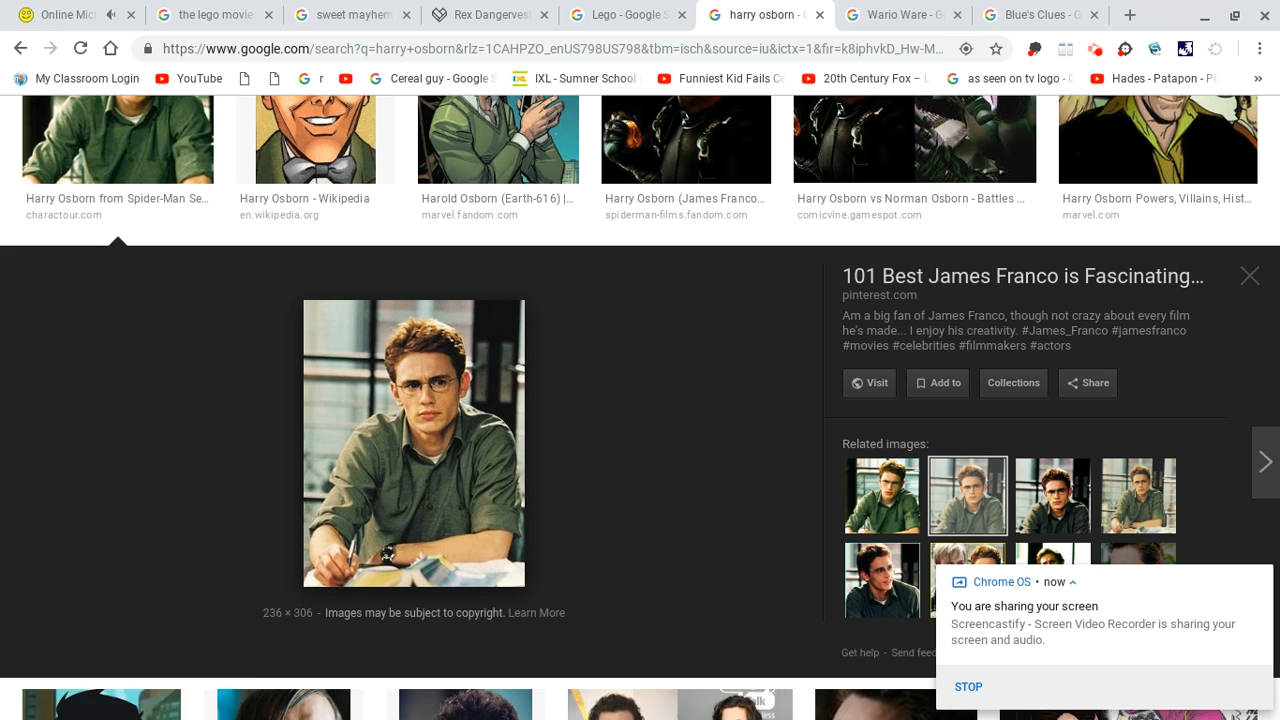 Online Mic
the lego movie
sweet mayhem
Rex Dangervest
Lego - Google S
harry osborn - G
Wario Ware - G
Blue's Clues - G
https://www.google.com/search?q=harry+osborn&rlz=1CAHPZO_enUS798US798&tbm=isch&source=iu&ictx=1&fir=k8iphvkD_Hw-M...
My Classroom Login
YouTube
r
Cereal guy - Google S
IXL - Sumner School
Funniest Kid Fails Co
20th Century Fox – L
as seen on tv logo - G
Hades - Patapon - Pl
Harry Osborn from Spider-Man Se...
charactour.com
Harry Osborn - Wikipedia
en.wikipedia.org
Harold Osborn (Earth-616) |...
marvel.fandom.com
Harry Osborn (James Franco...
spiderman-films.fandom.com
Harry Osborn vs Norman Osborn - Battles ...
comicvine.gamespot.com
Harry Osborn Powers, Villains, Hist...
marvel.com
101 Best James Franco is Fascinating...
pinterest.com
Am a big fan of James Franco, though not crazy about every film
he's made... I enjoy his creativity. #James_Franco #jamesfranco
#movies #celebrities #filmmakers #actors
Visit
Add to
Collections
Share
Related images:
236 × 306 - Images may be subject to copyright. Learn More
Get help - Send feed
Chrome OS • now
You are sharing your screen
Screencastify - Screen Video Recorder is sharing your
screen and audio.
STOP